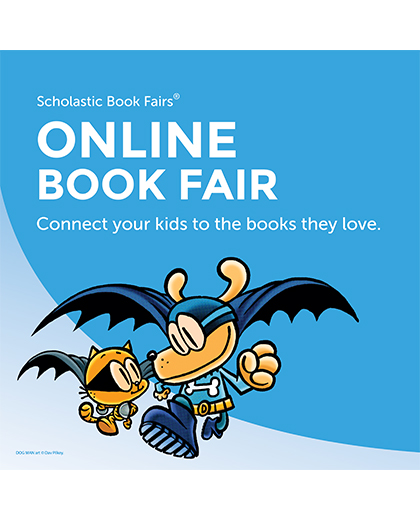 Scholastic Book Fairs®
ONLINE
BOOK FAIR
Connect your kids to the books they love.
DOG MAN art © Dav Pilkey